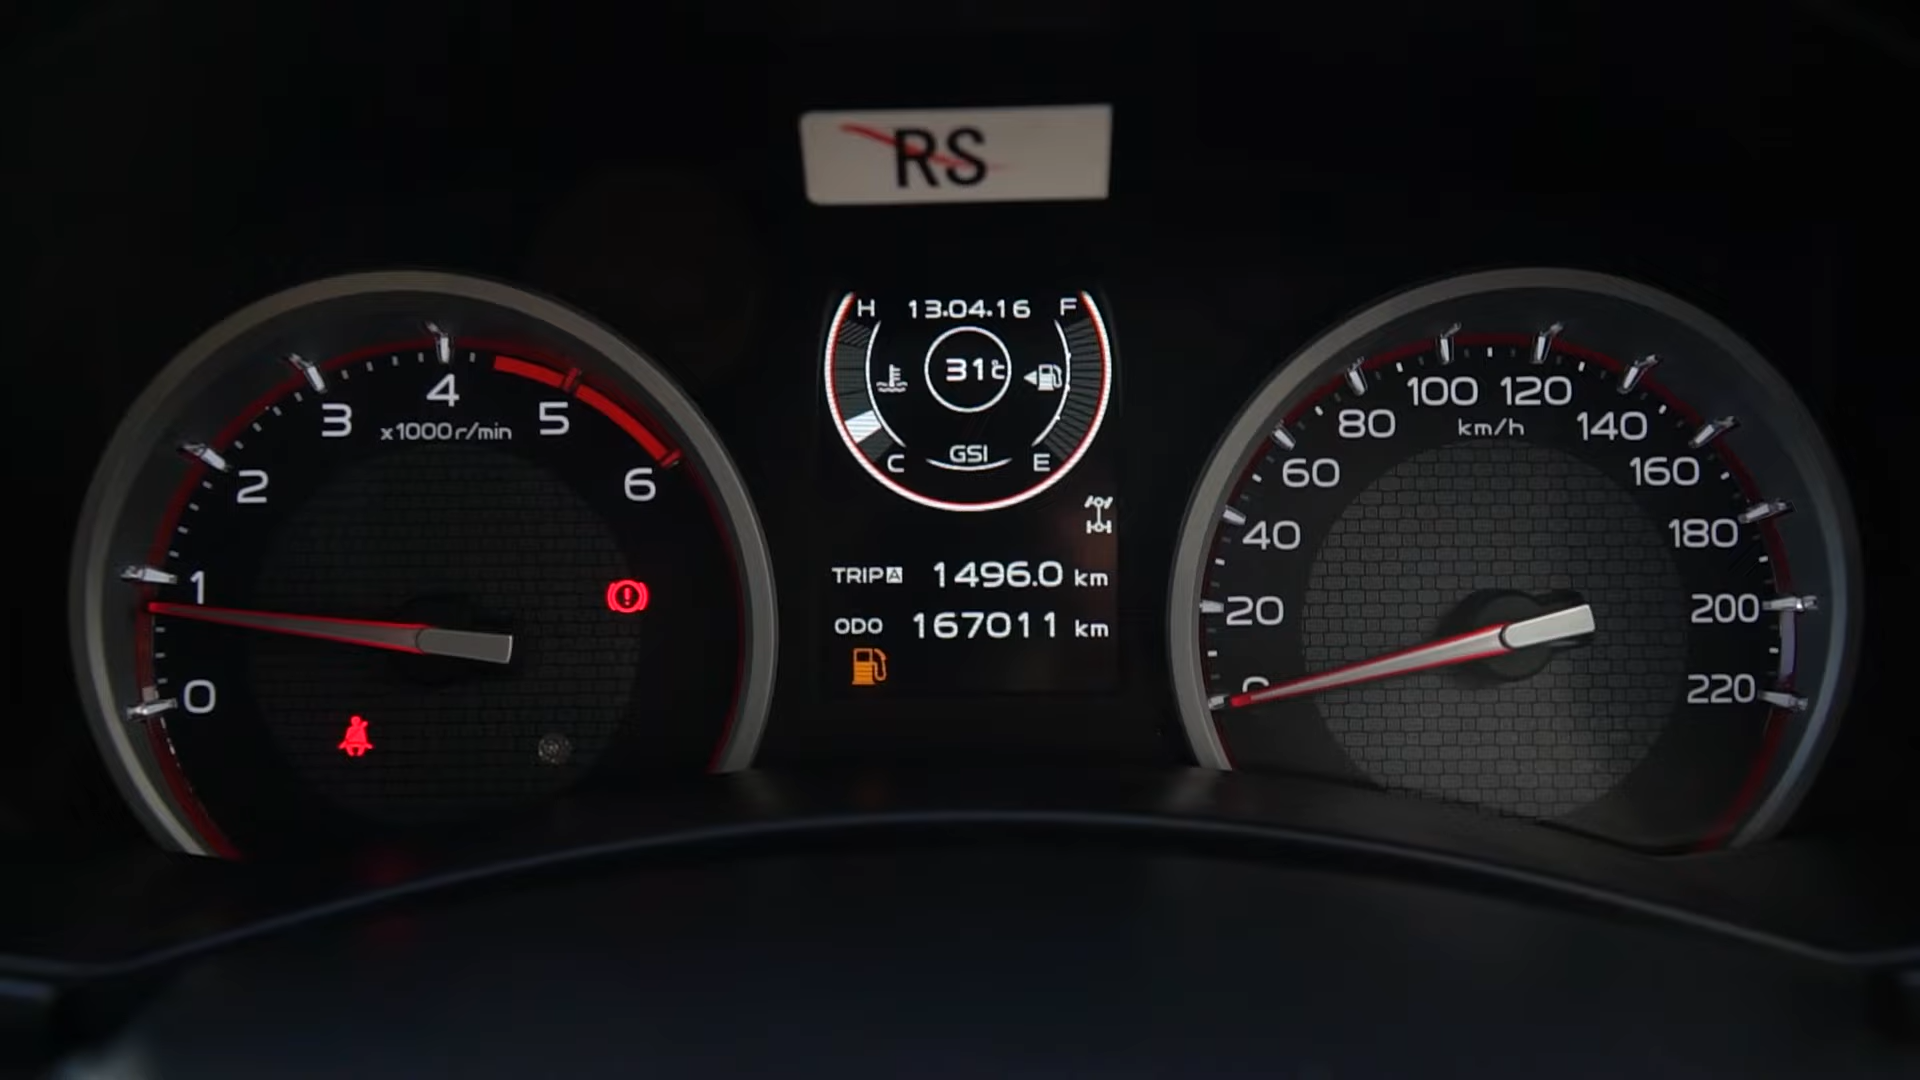 RS
H 13.04.16 F
31℃
C GSI E
TRIP A 1496.0 km
ODO 167011 km
0
1
2
3
4
5
6
x1000r/min
0
20
40
60
80
100
120
140
160
180
200
220
km/h